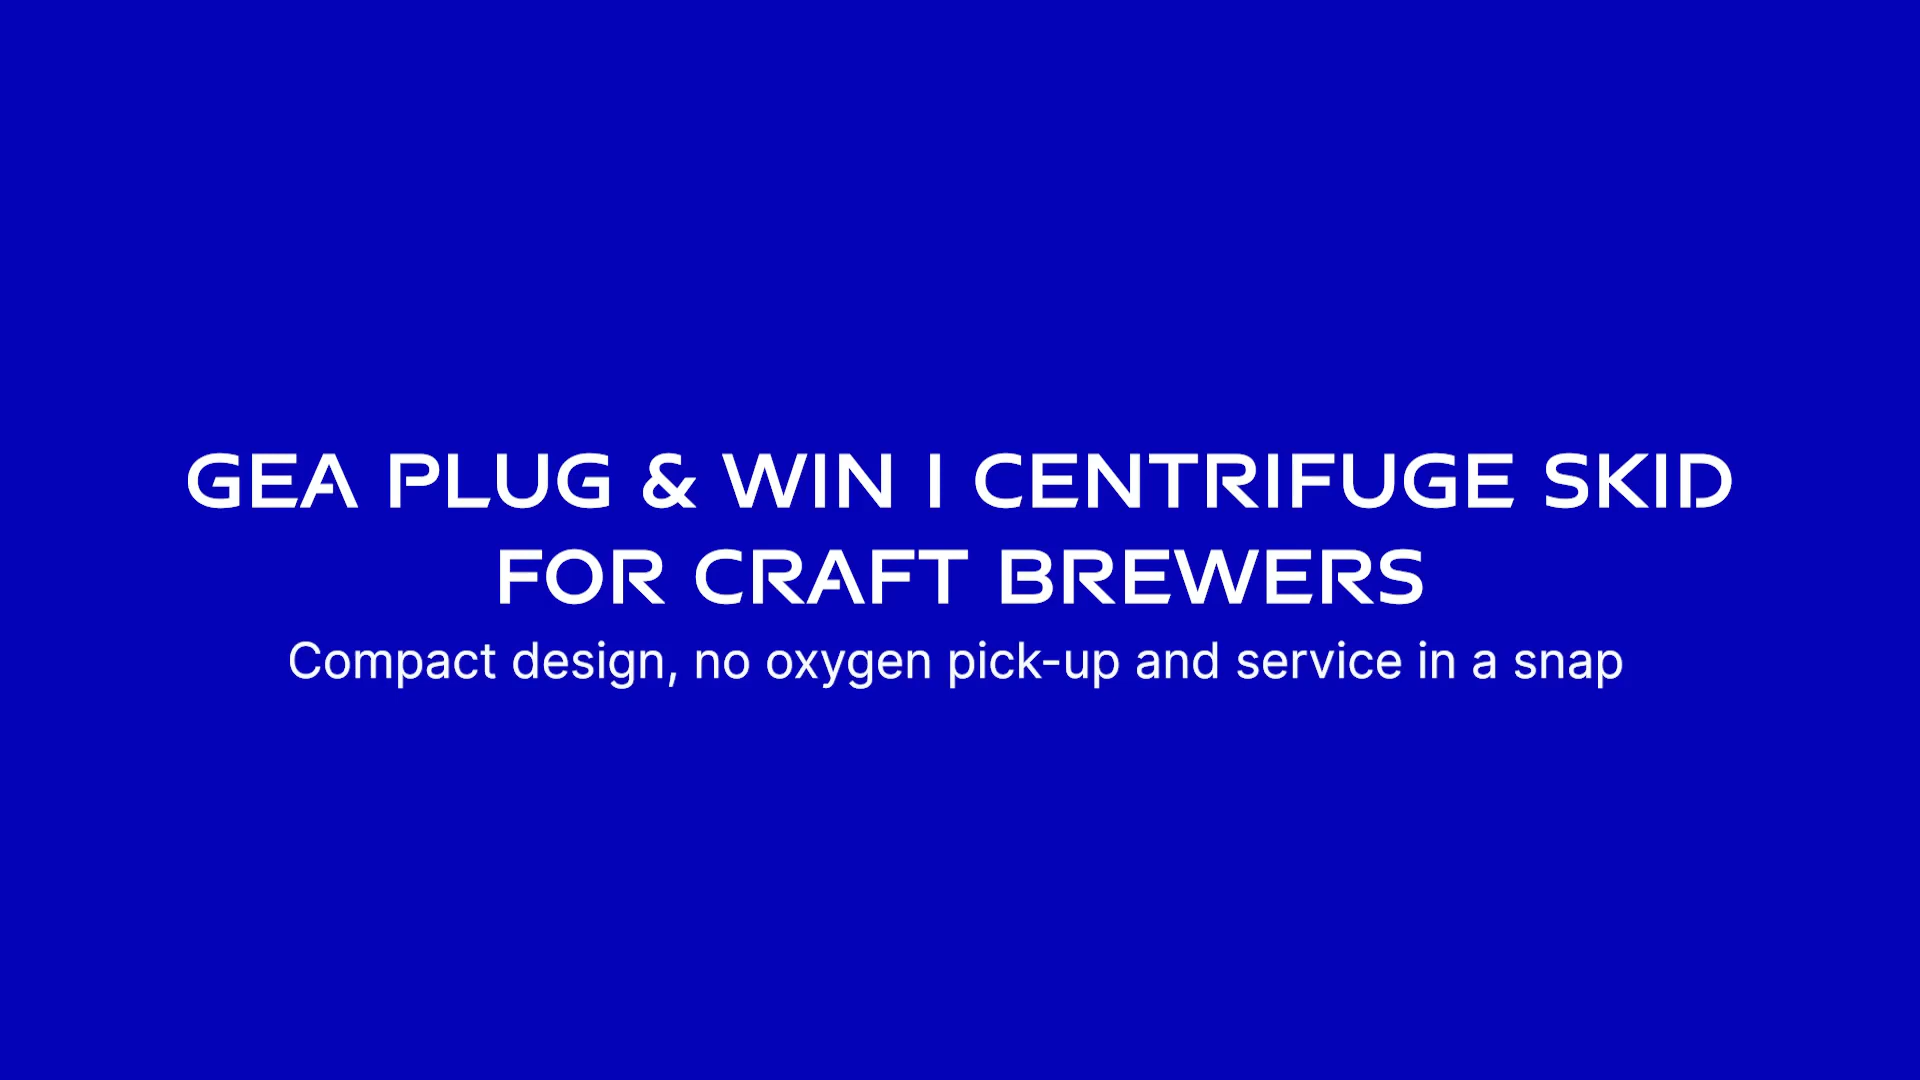 GEA PLUG & WIN I CENTRIFUGE SKID
FOR CRAFT BREWERS
Compact design, no oxygen pick-up and service in a snap